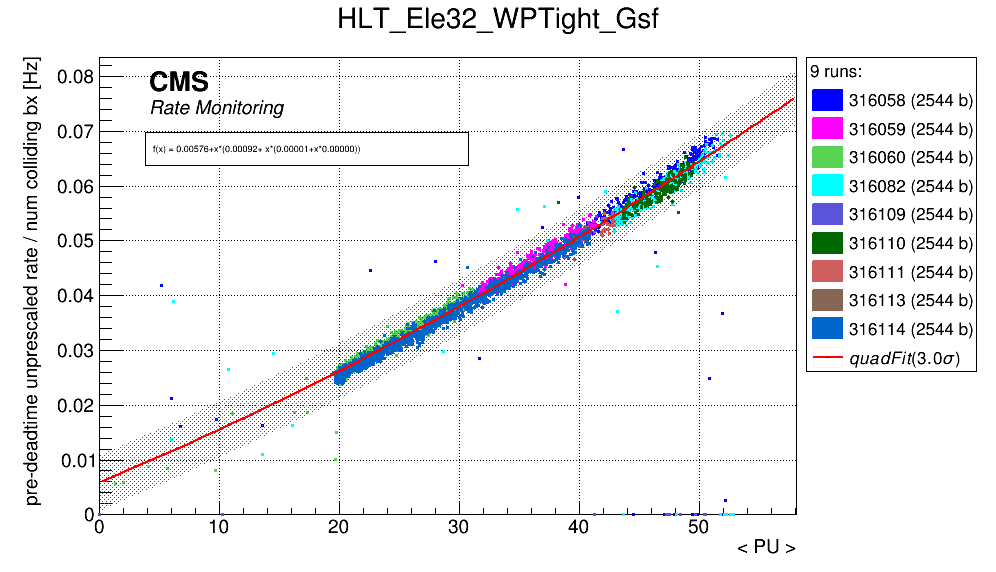 HLT_Ele32_WPTight_Gsf
CMS
Rate Monitoring
f(x) = 0.00576+x*(0.00092+ x*(0.00001+x*0.00000))
pre-deadtime unprescaled rate / num colliding bx [Hz]
0.08
0.07
0.06
0.05
0.04
0.03
0.02
0.01
0
0 10 20 30 40 50
< PU >
9 runs:
316058 (2544 b)
316059 (2544 b)
316060 (2544 b)
316082 (2544 b)
316109 (2544 b)
316110 (2544 b)
316111 (2544 b)
316113 (2544 b)
316114 (2544 b)
quadFit(3.0σ)